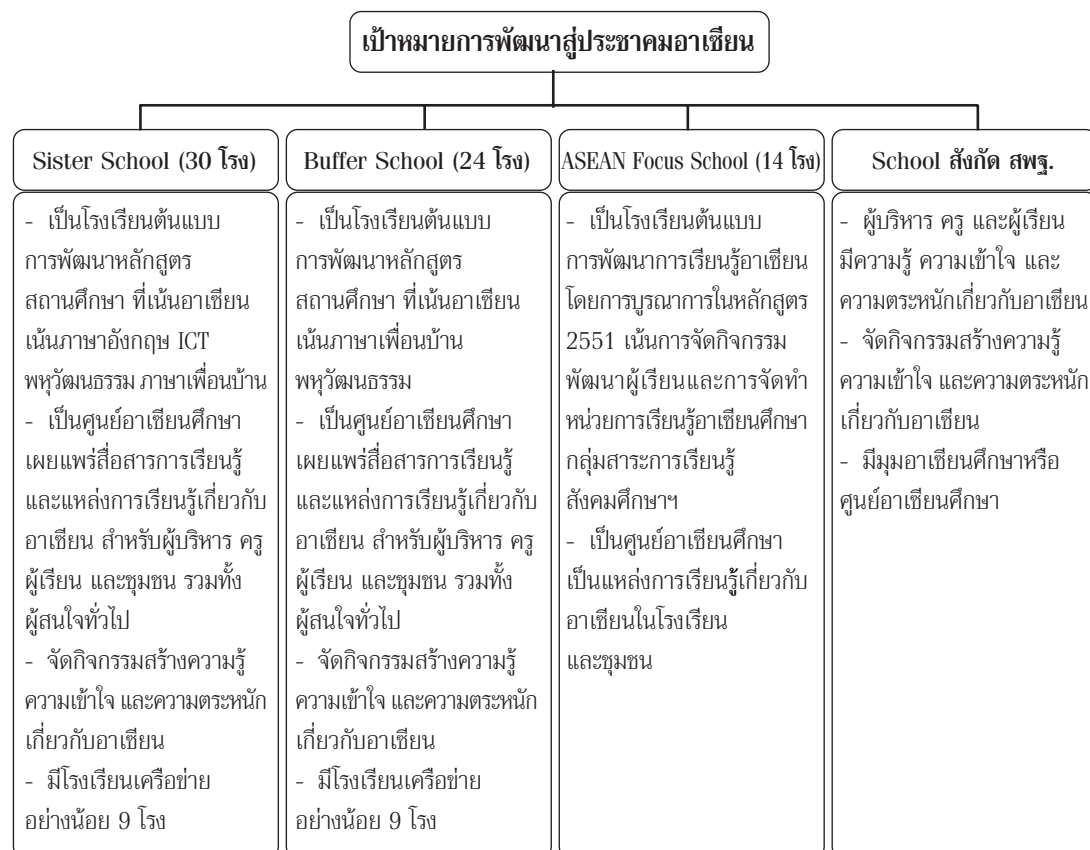 เป้าหมายการพัฒนาสู่ประชาคมอาเซียน
Sister School (30 โรง)
- เป็นโรงเรียนต้นแบบ
การพัฒนาหลักสูตร
สถานศึกษา ที่เน้นอาเซียน
เน้นภาษาอังกฤษ ICT
พหุวัฒนธรรม ภาษาเพื่อนบ้าน
- เป็นศูนย์อาเซียนศึกษา
เผยแพร่สื่อสารการเรียนรู้
และแหล่งการเรียนรู้เกี่ยวกับ
อาเซียน สำหรับผู้บริหาร ครู
ผู้เรียน และชุมชน รวมทั้ง
ผู้สนใจทั่วไป
- จัดกิจกรรมสร้างความรู้
ความเข้าใจ และความตระหนัก
เกี่ยวกับอาเซียน
- มีโรงเรียนเครือข่าย
อย่างน้อย 9 โรง
Buffer School (24 โรง)
- เป็นโรงเรียนต้นแบบ
การพัฒนาหลักสูตร
สถานศึกษา ที่เน้นอาเซียน
เน้นภาษาเพื่อนบ้าน
พหุวัฒนธรรม
- เป็นศูนย์อาเซียนศึกษา
เผยแพร่สื่อสารการเรียนรู้
และแหล่งการเรียนรู้เกี่ยวกับ
อาเซียน สำหรับผู้บริหาร ครู
ผู้เรียน และชุมชน รวมทั้ง
ผู้สนใจทั่วไป
- จัดกิจกรรมสร้างความรู้
ความเข้าใจ และความตระหนัก
เกี่ยวกับอาเซียน
- มีโรงเรียนเครือข่าย
อย่างน้อย 9 โรง
ASEAN Focus School (14 โรง)
- เป็นโรงเรียนต้นแบบ
การพัฒนาการเรียนรู้อาเซียน
โดยการบูรณาการในหลักสูตร
2551 เน้นการจัดกิจกรรม
พัฒนาผู้เรียนและการจัดทำ
หน่วยการเรียนรู้อาเซียนศึกษา
กลุ่มสาระการเรียนรู้
สังคมศึกษาฯ
- เป็นศูนย์อาเซียนศึกษา
เป็นแหล่งการเรียนรู้เกี่ยวกับ
อาเซียนในโรงเรียน
และชุมชน
School สังกัด สพฐ.
- ผู้บริหาร ครู และผู้เรียน
มีความรู้ ความเข้าใจ และ
ความตระหนักเกี่ยวกับอาเซียน
- จัดกิจกรรมสร้างความรู้
ความเข้าใจ และความตระหนัก
เกี่ยวกับอาเซียน
- มีมุมอาเซียนศึกษาหรือ
ศูนย์อาเซียนศึกษา